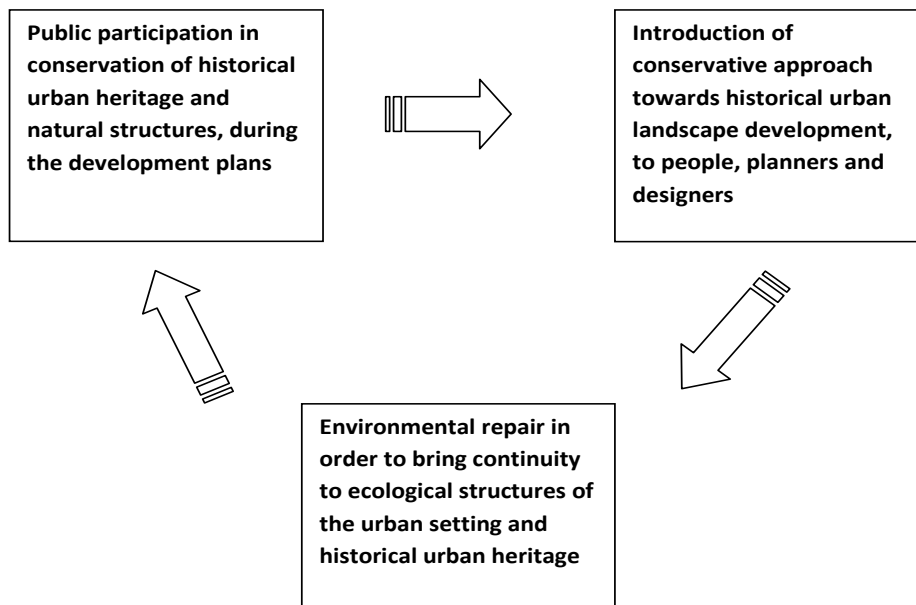 Public participation in
conservation of historical
urban heritage and
natural structures, during
the development plans
Introduction of
conservative approach
towards historical urban
landscape development,
to people, planners and
designers
Environmental repair in
order to bring continuity
to ecological structures of
the urban setting and
historical urban heritage